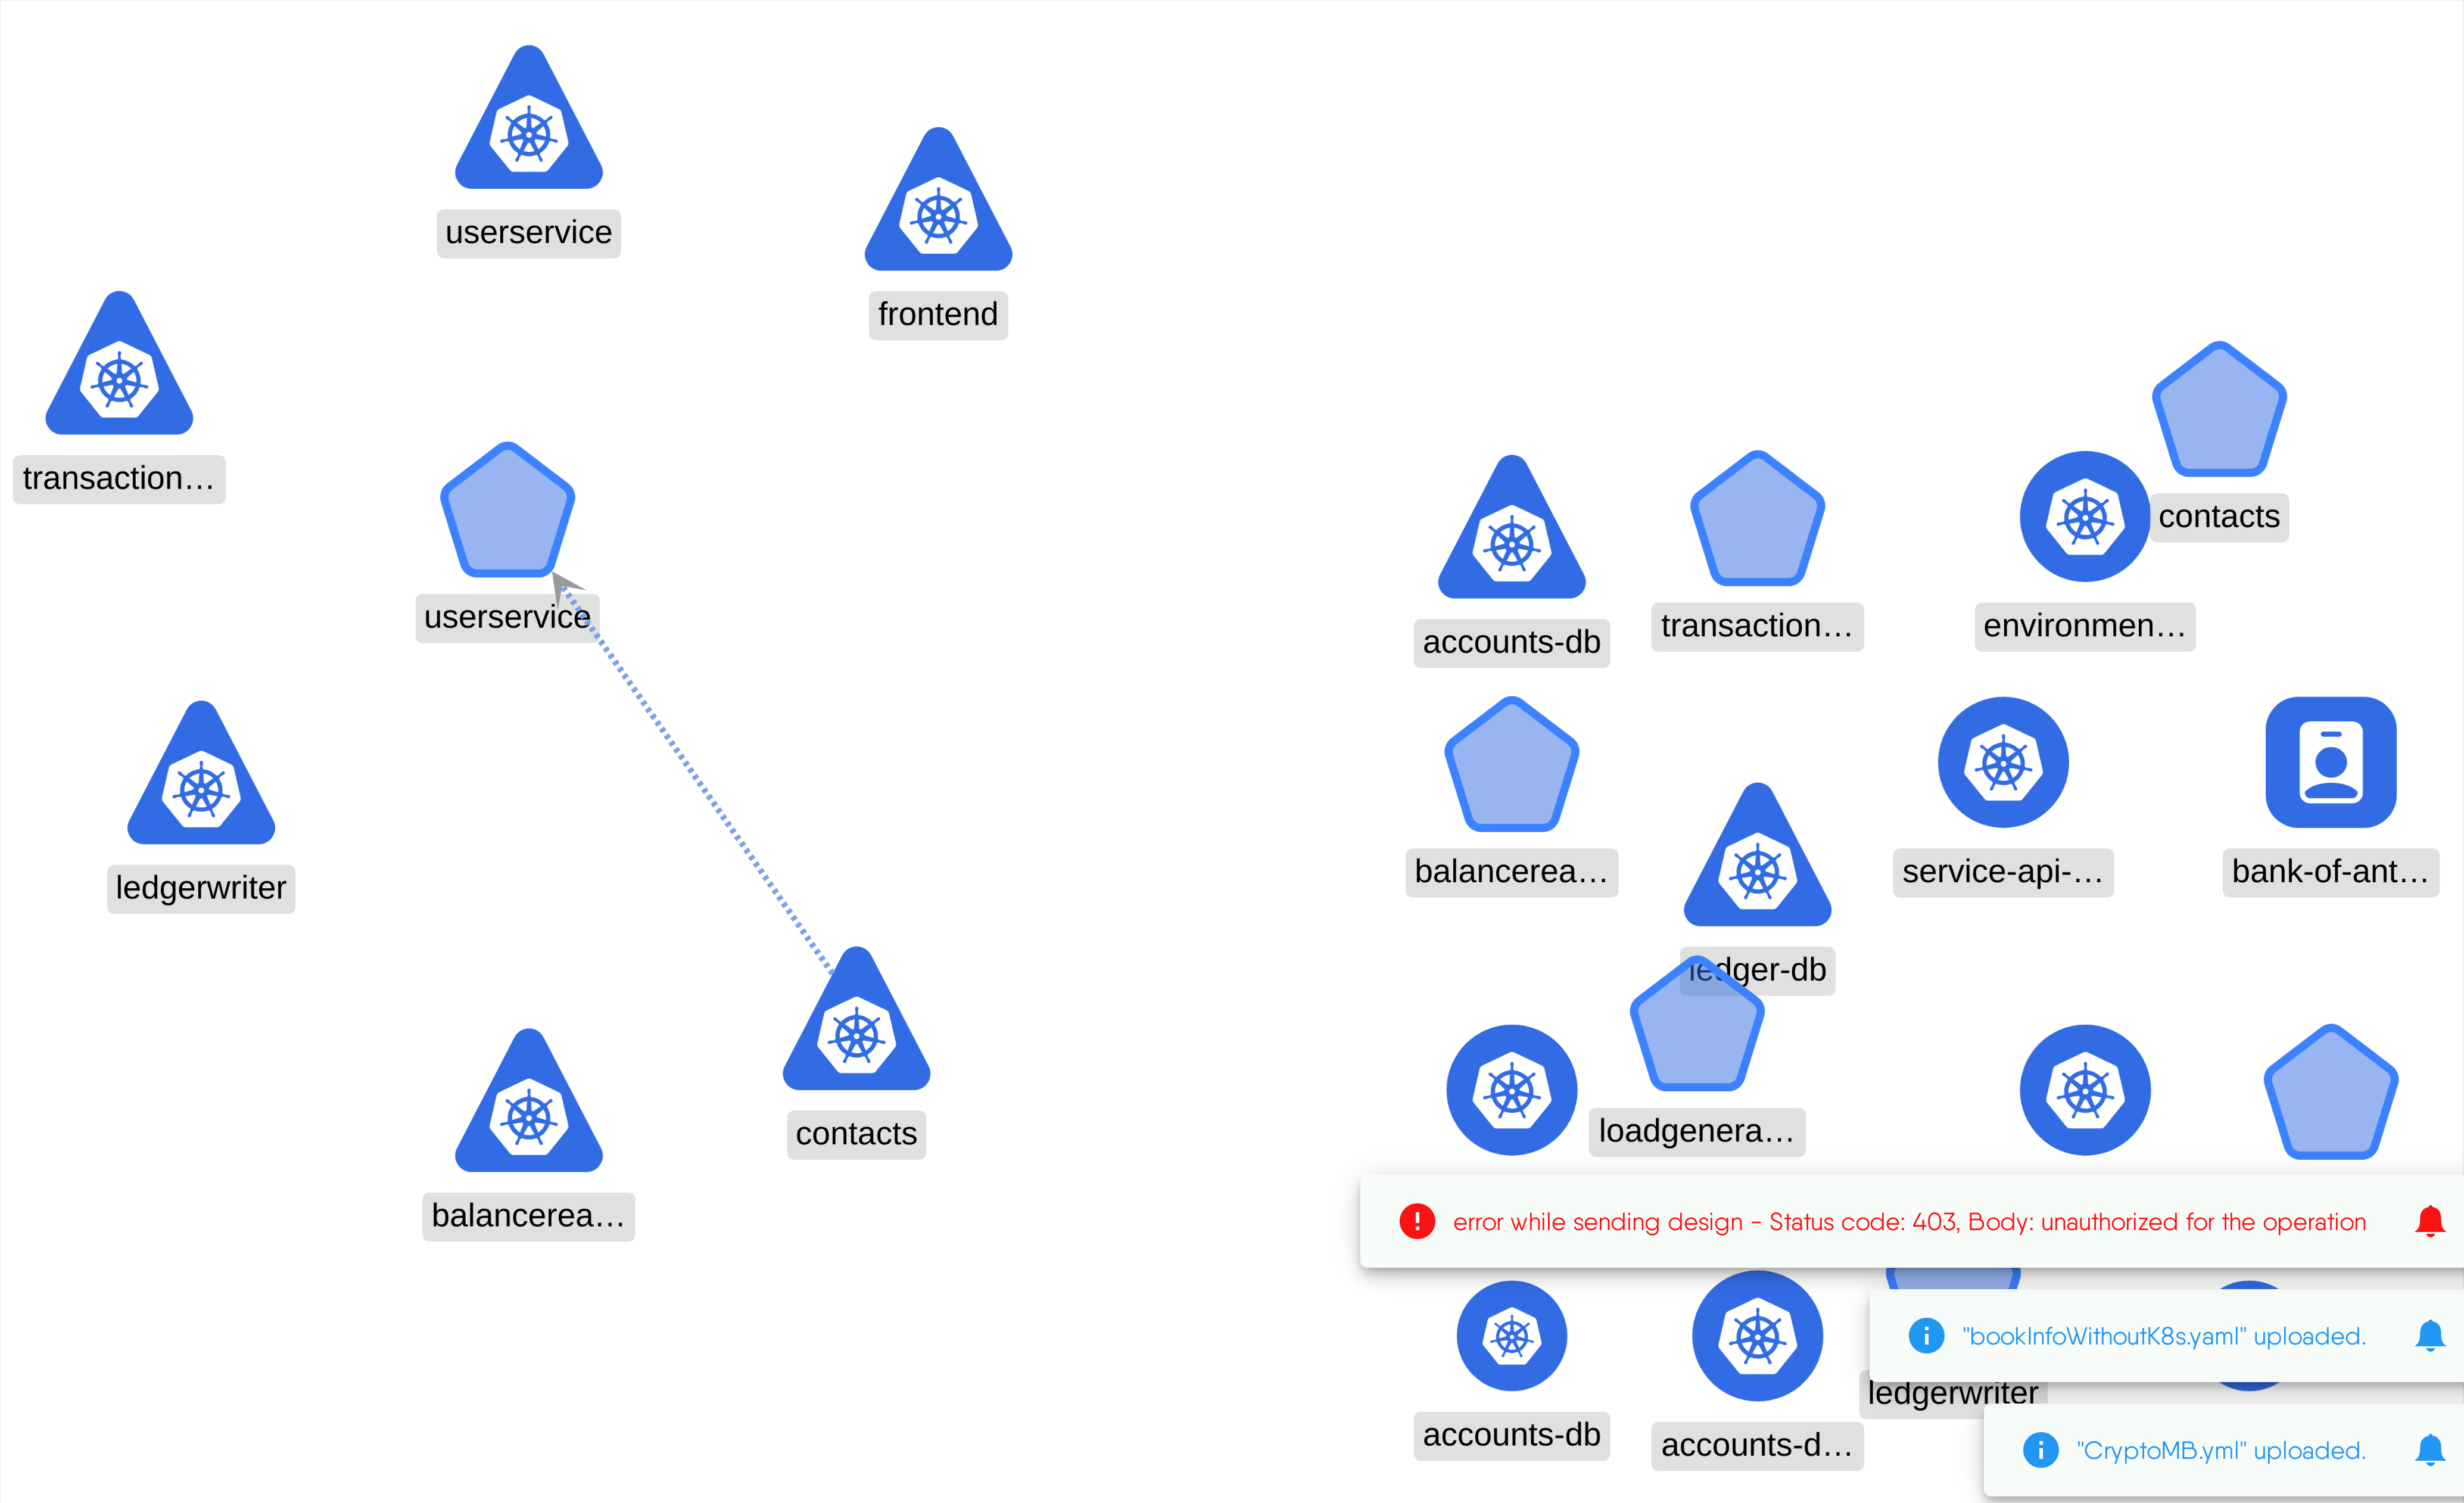 userservice
frontend
transaction…
contacts
userservice
accounts-db
transaction…
environmen…
ledgerwriter
balancerea…
service-api-…
bank-of-ant…
ledger-db
contacts
loadgenera…
balancerea…
error while sending design - Status code: 403, Body: unauthorized for the operation
"bookInfoWithoutK8s.yaml" uploaded.
ledgerwriter
accounts-db
accounts-d…
"CryptoMB.yml" uploaded.